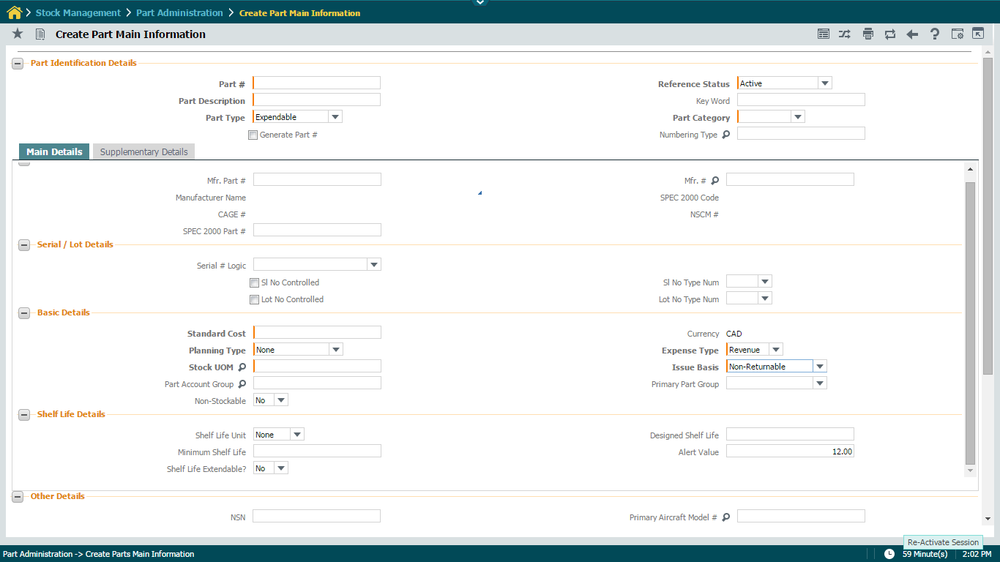 Stock Management > Part Administration > Create Part Main Information
Create Part Main Information
Part Identification Details
Part # Reference Status Active
Part Description Key Word
Part Type Expendable Part Category
Generate Part # Numbering Type
Main Details Supplementary Details
Mfr. Part # Mfr. #
Manufacturer Name SPEC 2000 Code
CAGE # NSCM #
SPEC 2000 Part #
Serial / Lot Details
Serial # Logic
Sl No Controlled Sl No Type Num
Lot No Controlled Lot No Type Num
Basic Details
Standard Cost Currency CAD
Planning Type None Expense Type Revenue
Stock UOM Issue Basis Non-Returnable
Part Account Group Primary Part Group
Non-Stockable No
Shelf Life Details
Shelf Life Unit None Designed Shelf Life
Minimum Shelf Life Alert Value 12.00
Shelf Life Extendable? No
Other Details
NSN Primary Aircraft Model #
Re-Activate Session
Part Administration -> Create Parts Main Information 59 Minute(s) 2:02 PM